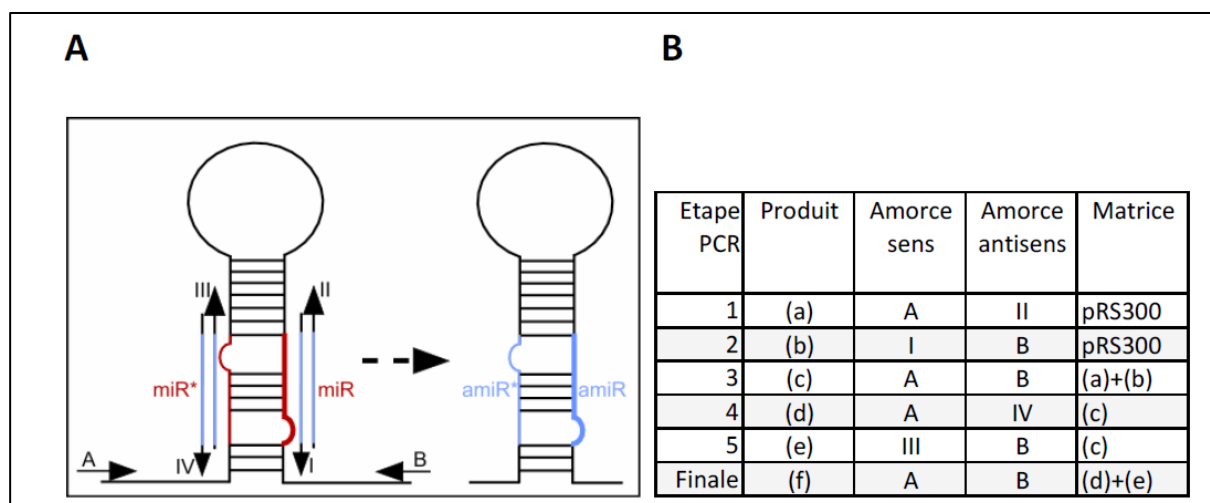 A
B
III
II
miR*
miR
amiR*
amiR
A
IV
I
B
Etape PCR Produit Amorce sens Amorce antisens Matrice
1 (a) A II pRS300
2 (b) I B pRS300
3 (c) A B (a)+(b)
4 (d) A IV (c)
5 (e) III B (c)
Finale (f) A B (d)+(e)